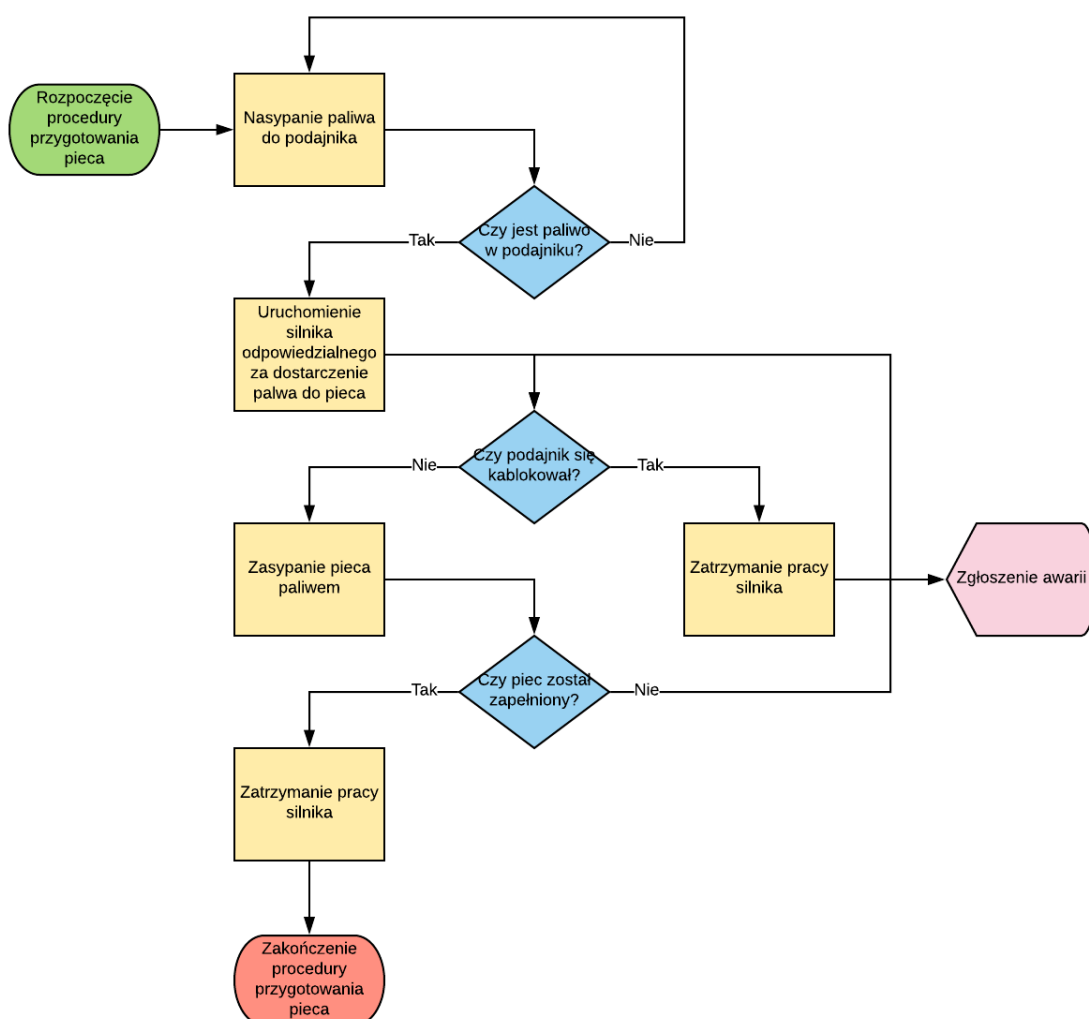 Rozpoczęcie
procedury
przygotowania
pieca
Nasypanie paliwa
do podajnika
Czy jest paliwo
w podajniku?
Tak
Nie
Uruchomienie
silnika
odpowiedzialnego
za dostarczenie
palwa do pieca
Czy podajnik się
kablokował?
Nie
Tak
Zasypanie pieca
paliwem
Zatrzymanie pracy
silnika
Zgłoszenie awarii
Czy piec został
zapełniony?
Tak
Nie
Zatrzymanie pracy
silnika
Zakończenie
procedury
przygotowania
pieca